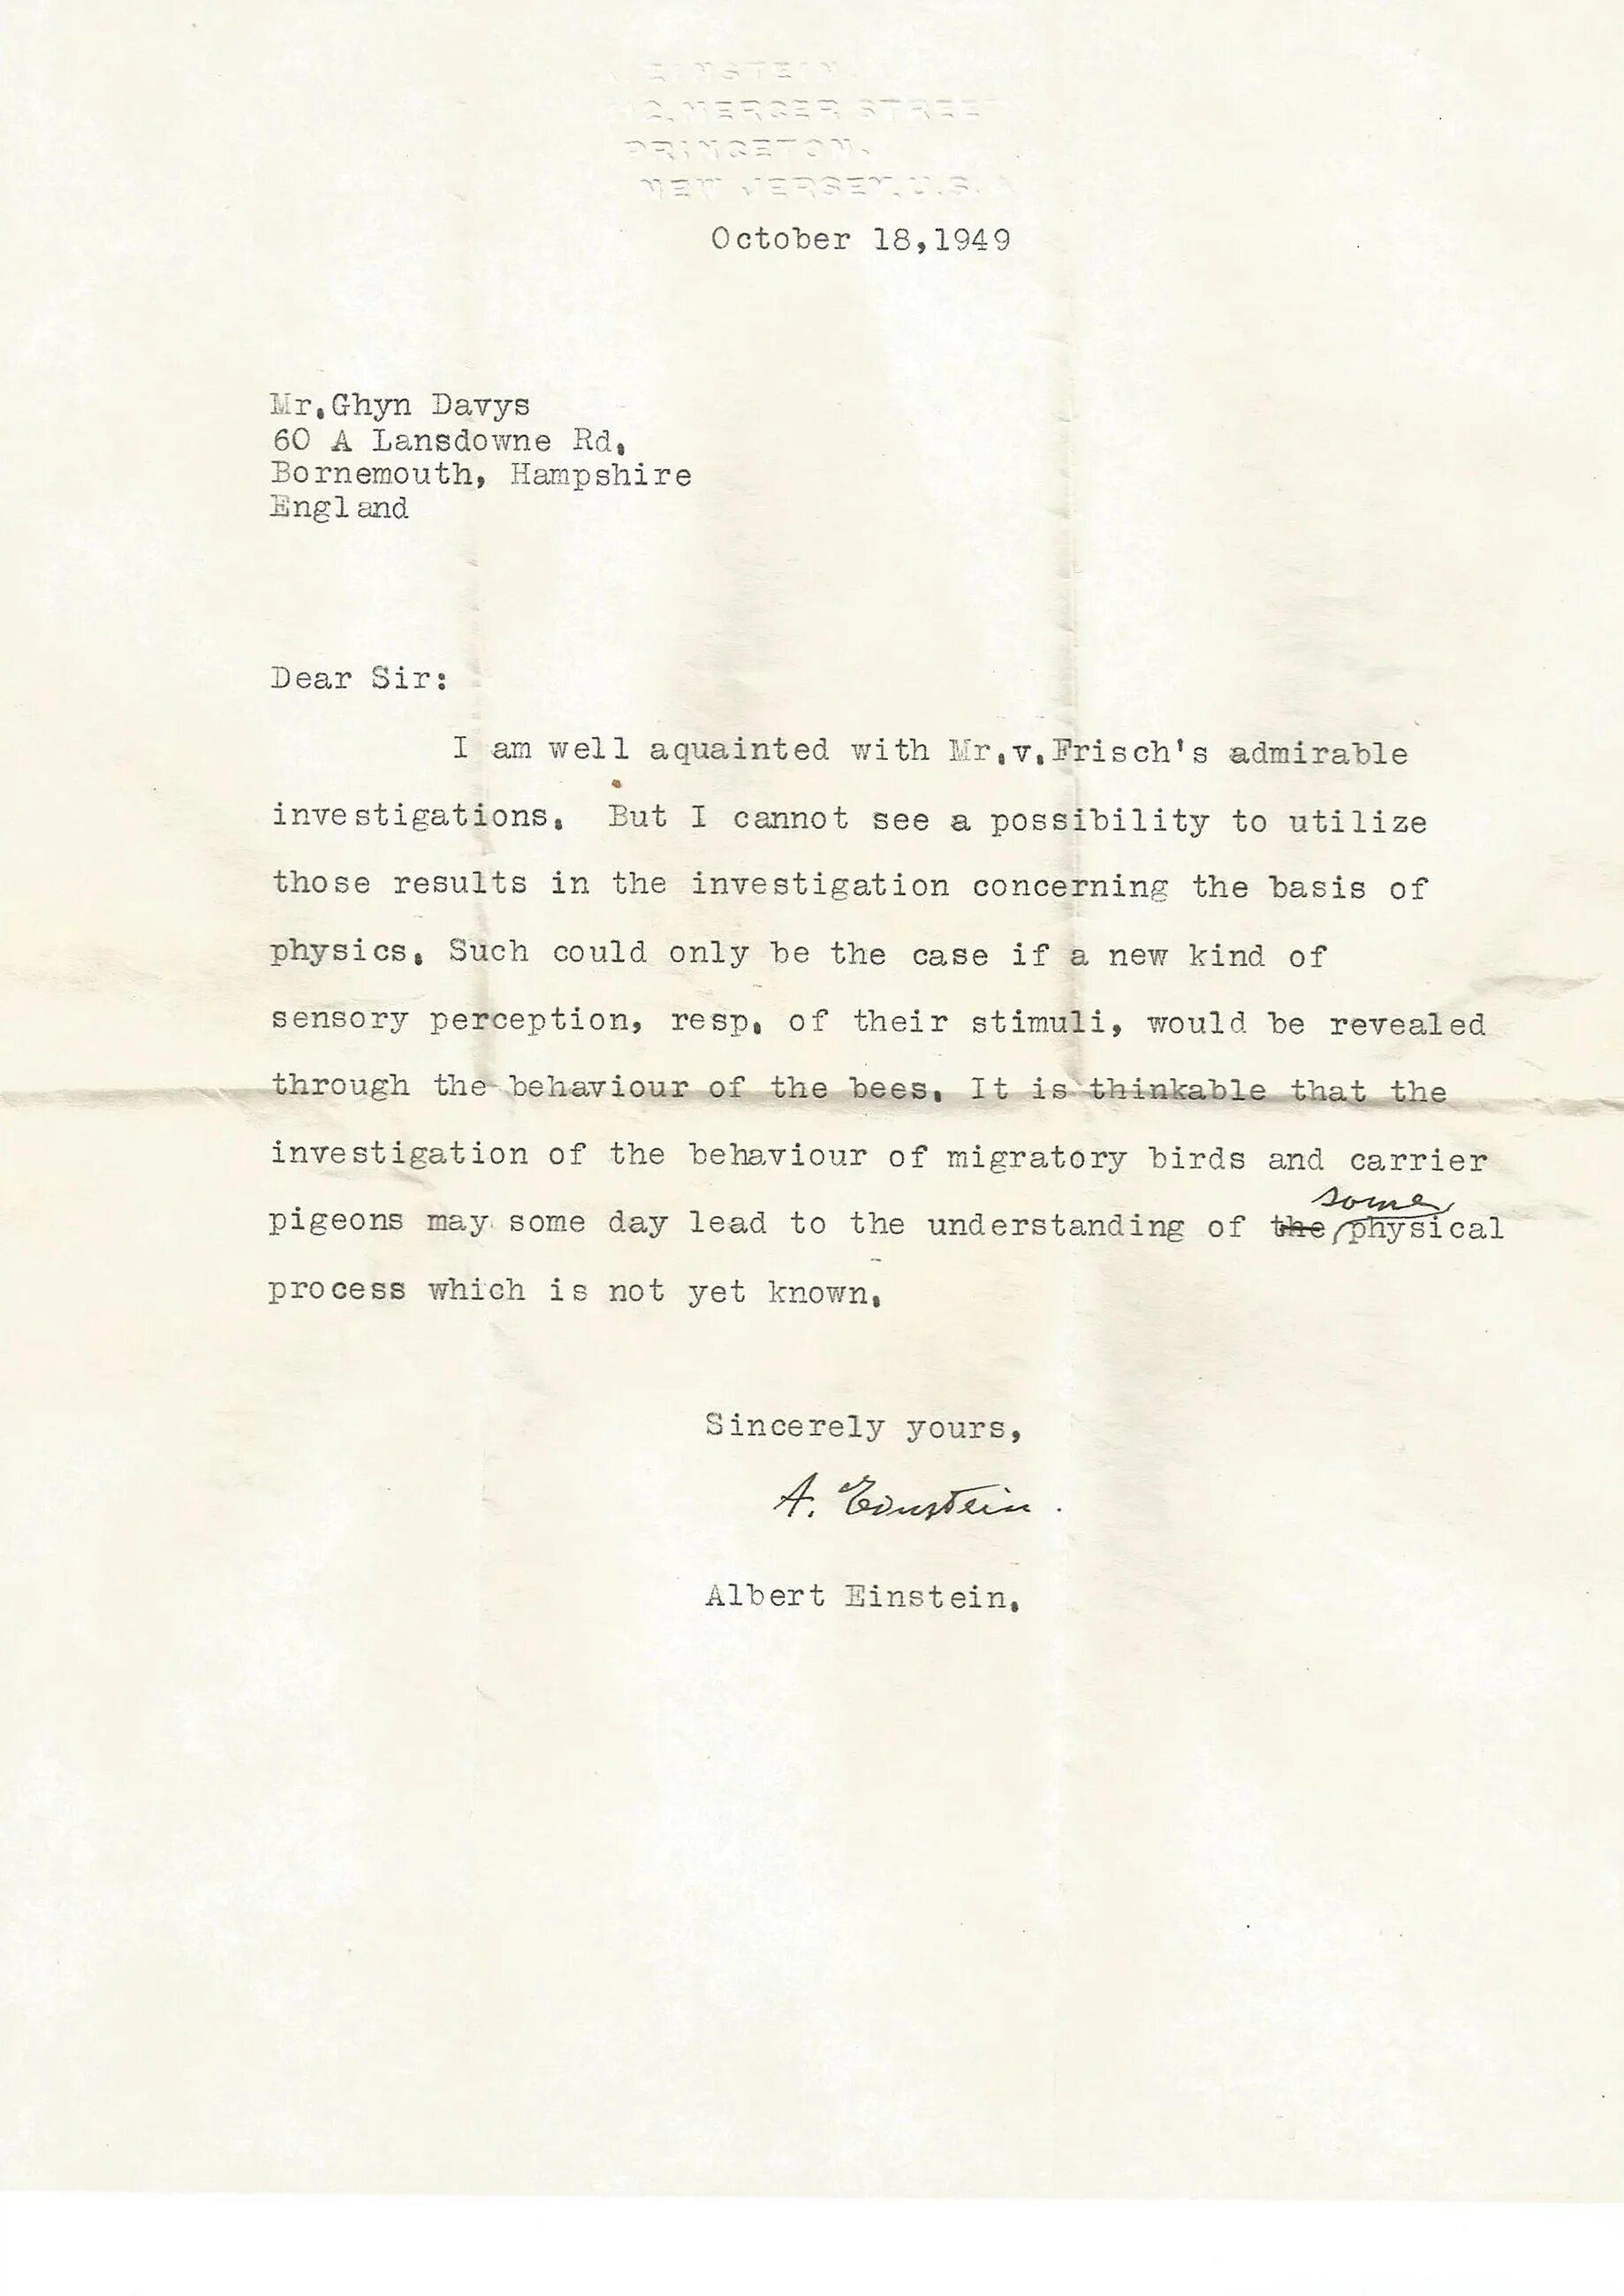 EINSTEIN
2, MERCER STREET
PRINCETON.
NEW JERSEY, U.S.
October 18,1949
Mr.Ghyn Davys
60 A Lansdowne Rd.
Bornemouth, Hampshire
England
Dear Sir:
I am well aquainted with Mr.v.Frisch's admirable
investigations. But I cannot see a possibility to utilize
those results in the investigation concerning the basis of
physics. Such could only be the case if a new kind of
sensory perception, resp. of their stimuli, would be revealed
through the behaviour of the bees. It is thinkable that the
investigation of the behaviour of migratory birds and carrier
some
pigeons may some day lead to the understanding of the physical
process which is not yet known.
Sincerely yours,
A. Einstein.
Albert Einstein.